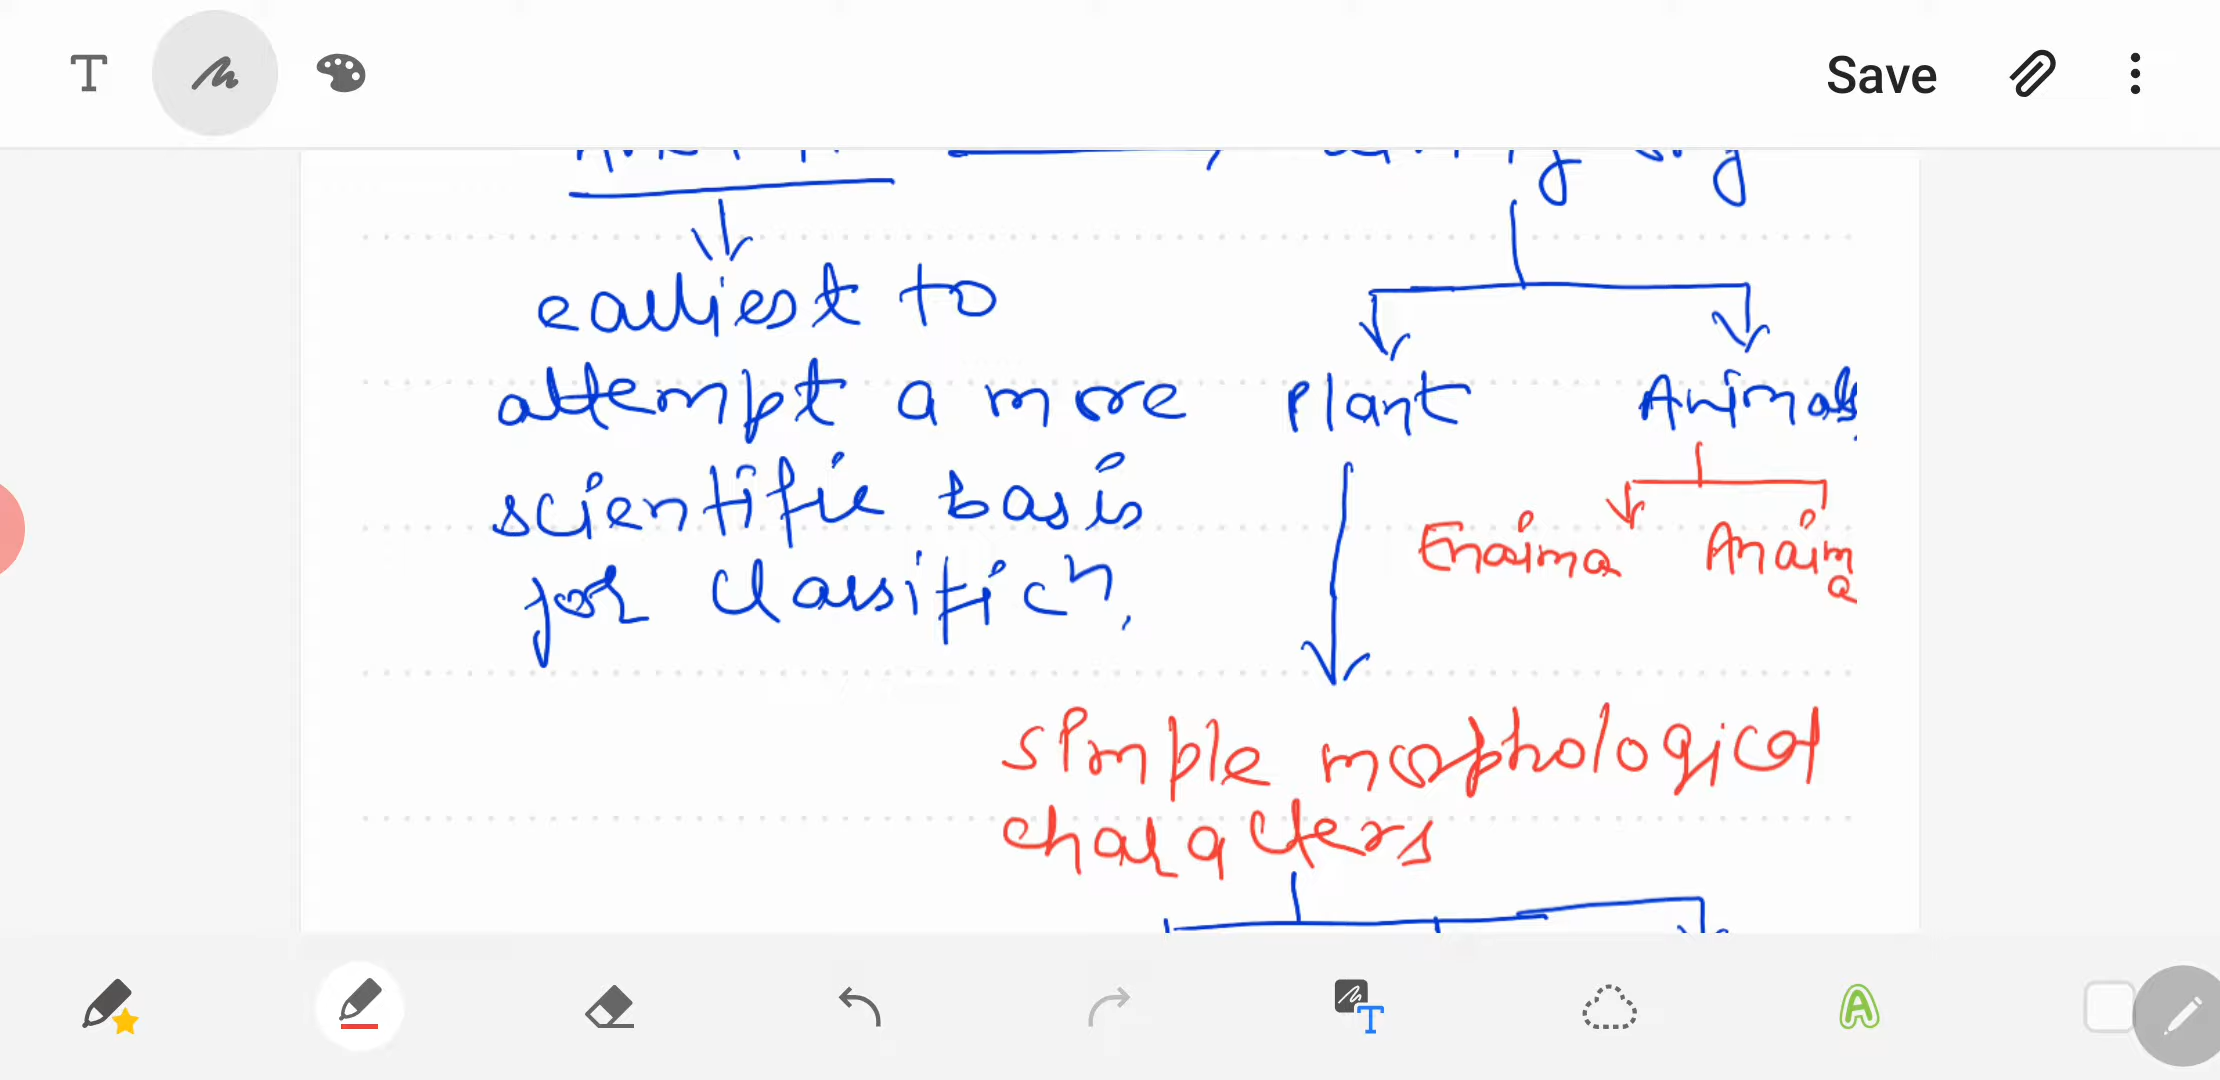 T
Save
earliest to
attempt a more
scientific basis
for classificn.
Plant
Animals
Enaima
Anaima
Simple morphological
characters
T
A